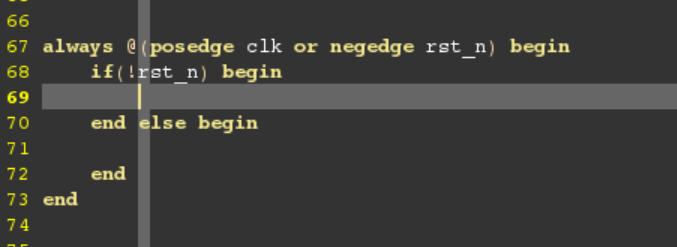 66
67 always @(posedge clk or negedge rst_n) begin
68     if(!rst_n) begin
69
70     end else begin
71
72     end
73 end
74